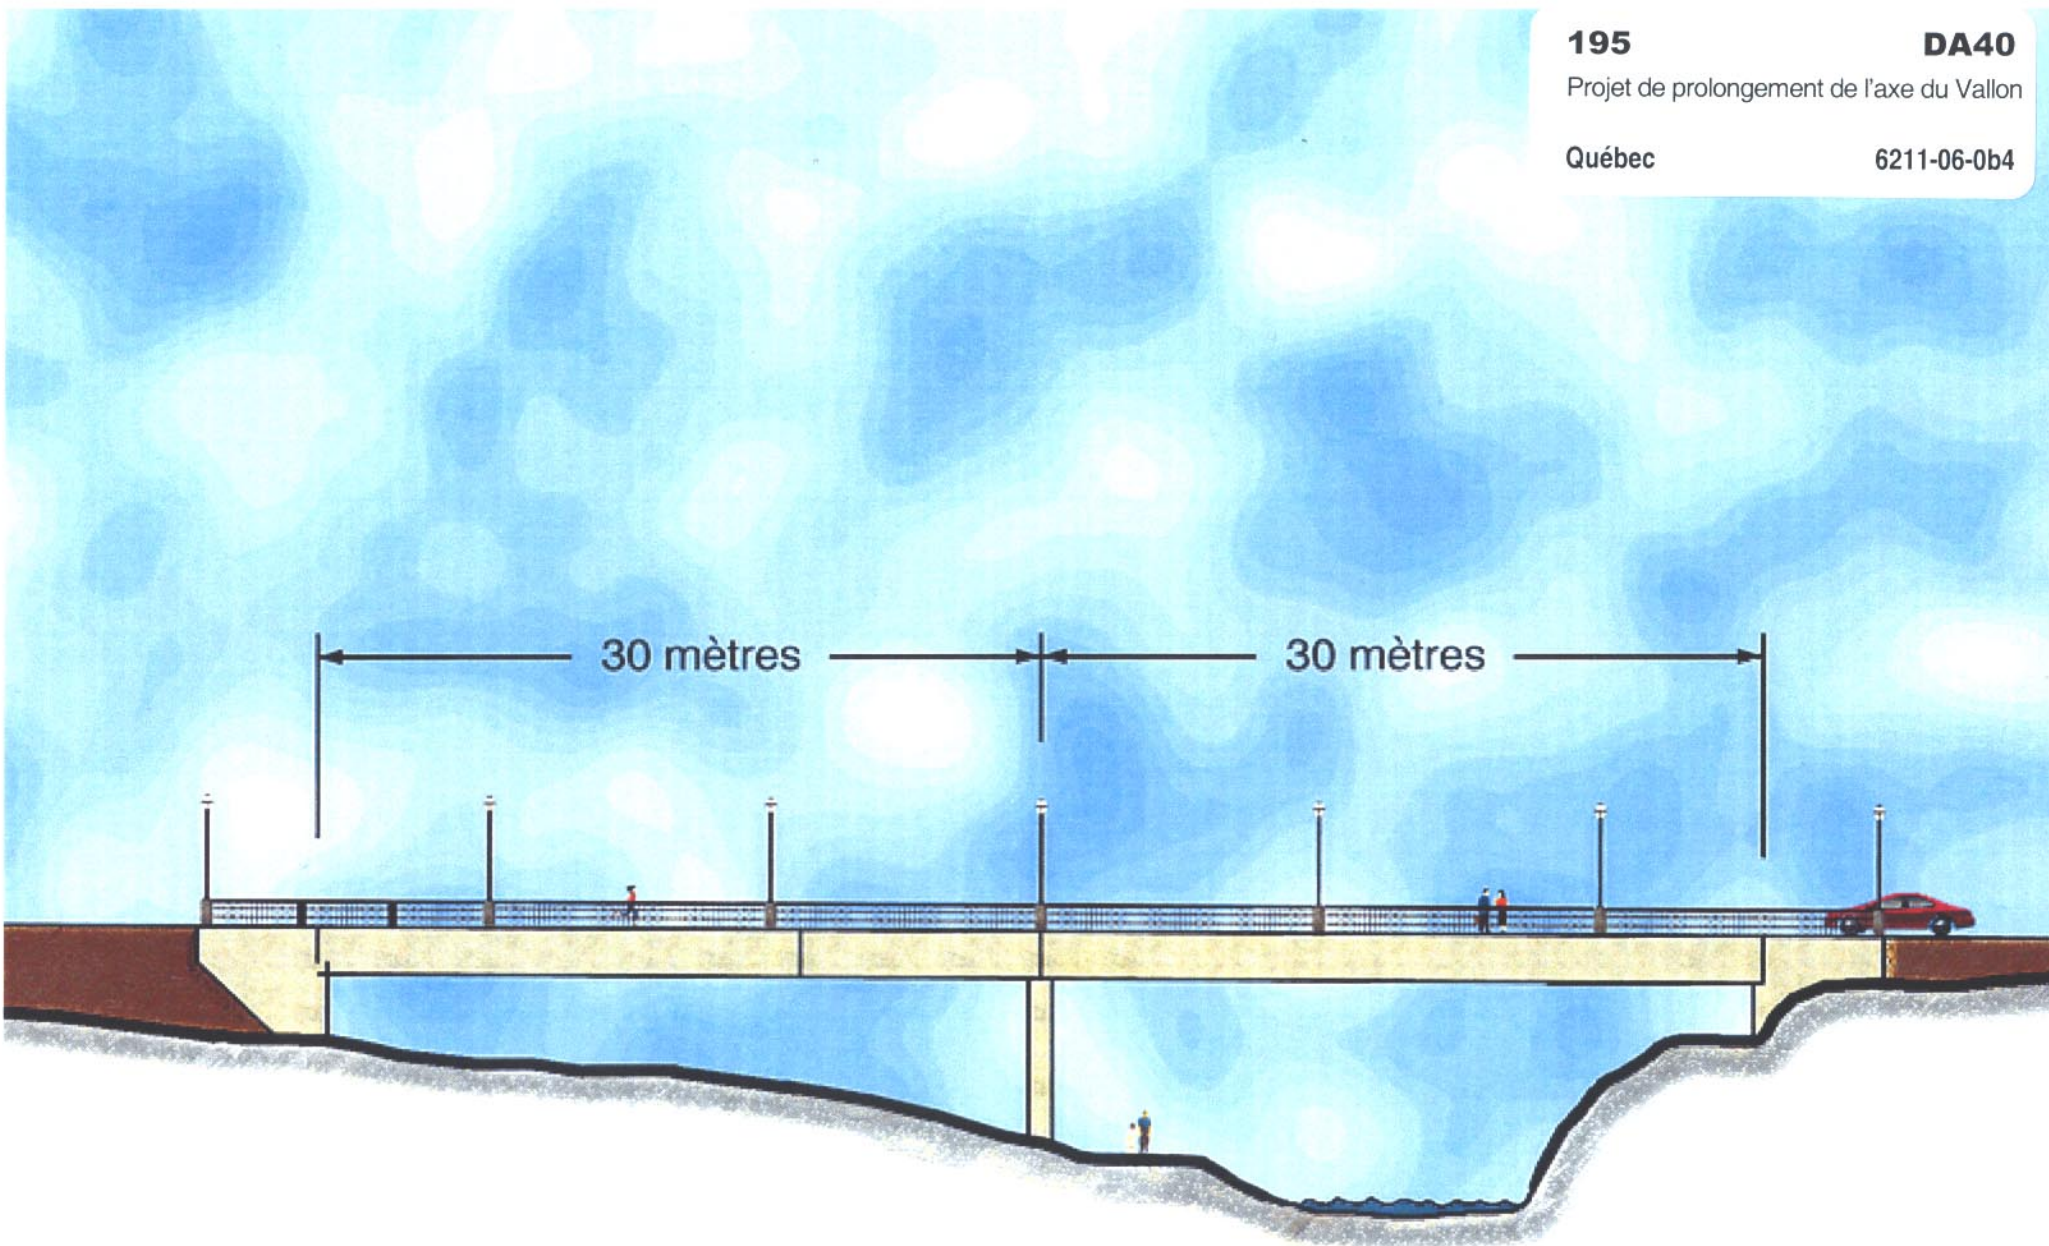 195 DA40
Projet de prolongement de l'axe du Vallon
Québec 6211-06-0b4
30 mètres 30 mètres